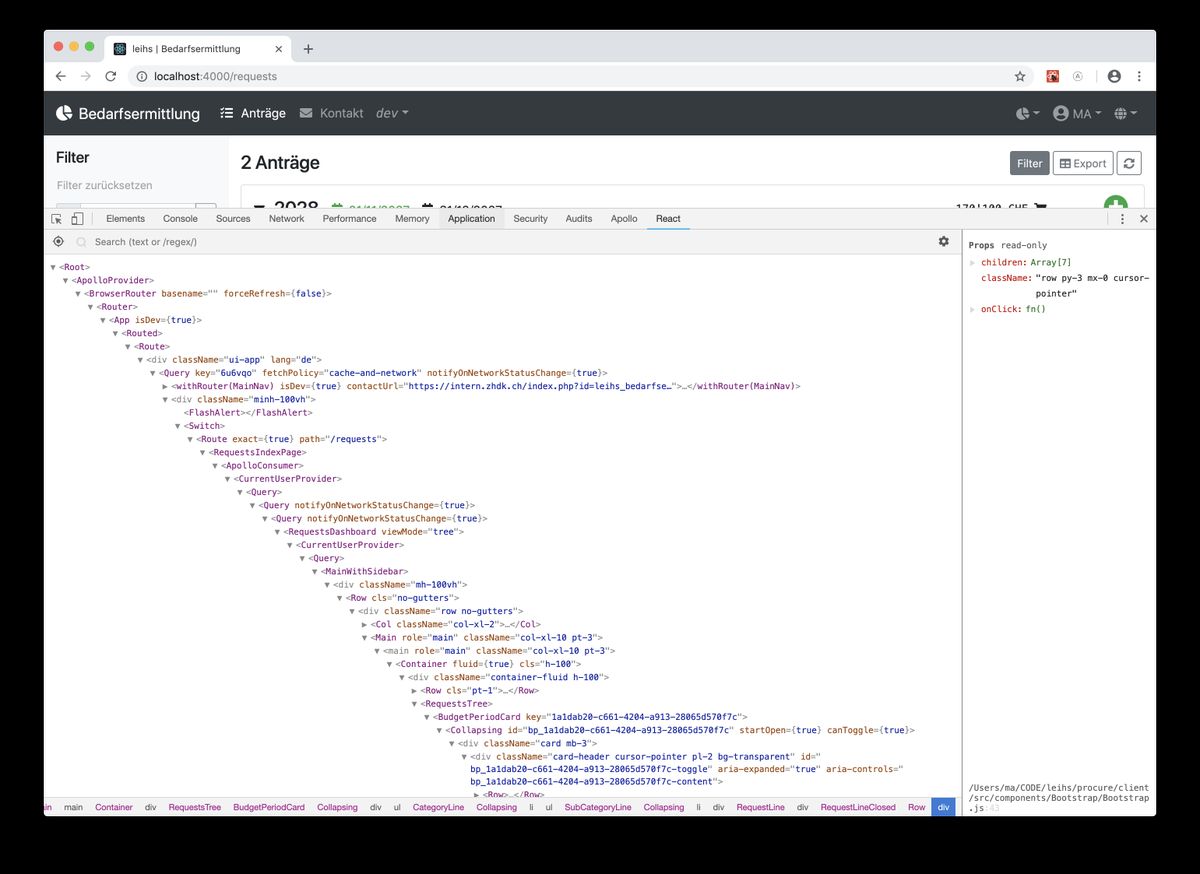 leihs | Bedarfsermittlung
localhost:4000/requests
Bedarfsermittlung Anträge Kontakt dev MA
Filter
2 Anträge
Filter Export
Filter zurücksetzen
2028
170'100 CHF
Elements Console Sources Network Performance Memory Application Security Audits Apollo React
Search (text or /regex/)
<Root>
<ApolloProvider>
<BrowserRouter basename="" forceRefresh={false}>
<Router>
<App isDev={true}>
<Routed>
<Route>
<div className="ui-app" lang="de">
<Query key="6u6vqo" fetchPolicy="cache-and-network" notifyOnNetworkStatusChange={true}>
<withRouter(MainNav) isDev={true} contactUrl="https://intern.zhdk.ch/index.php?id=leihs_bedarfse…">…</withRouter(MainNav)>
<div className="minh-100vh">
<FlashAlert></FlashAlert>
<Switch>
<Route exact={true} path="/requests">
<RequestsIndexPage>
<ApolloConsumer>
<CurrentUserProvider>
<Query>
<Query notifyOnNetworkStatusChange={true}>
<Query notifyOnNetworkStatusChange={true}>
<RequestsDashboard viewMode="tree">
<CurrentUserProvider>
<Query>
<MainWithSidebar>
<div className="mh-100vh">
<Row cls="no-gutters">
<div className="row no-gutters">
<Col className="col-xl-2">…</Col>
<Main role="main" className="col-xl-10 pt-3">
<main role="main" className="col-xl-10 pt-3">
<Container fluid={true} cls="h-100">
<div className="container-fluid h-100">
<Row cls="pt-1">…</Row>
<RequestsTree>
<BudgetPeriodCard key="1a1dab20-c661-4204-a913-28065d570f7c">
<Collapsing id="bp_1a1dab20-c661-4204-a913-28065d570f7c" startOpen={true} canToggle={true}>
<div className="card mb-3">
<div className="card-header cursor-pointer pl-2 bg-transparent" id="
bp_1a1dab20-c661-4204-a913-28065d570f7c-toggle" aria-expanded="true" aria-controls="
bp_1a1dab20-c661-4204-a913-28065d570f7c-content">
<Row>…</Row>
in main Container div RequestsTree BudgetPeriodCard Collapsing div ul CategoryLine Collapsing li ul SubCategoryLine Collapsing li div RequestLine div RequestLineClosed Row div
Props read-only
children: Array[7]
className: "row py-3 mx-0 cursor-
pointer"
onClick: fn()
/Users/ma/CODE/leihs/procure/client
/src/components/Bootstrap/Bootstrap
.js:43